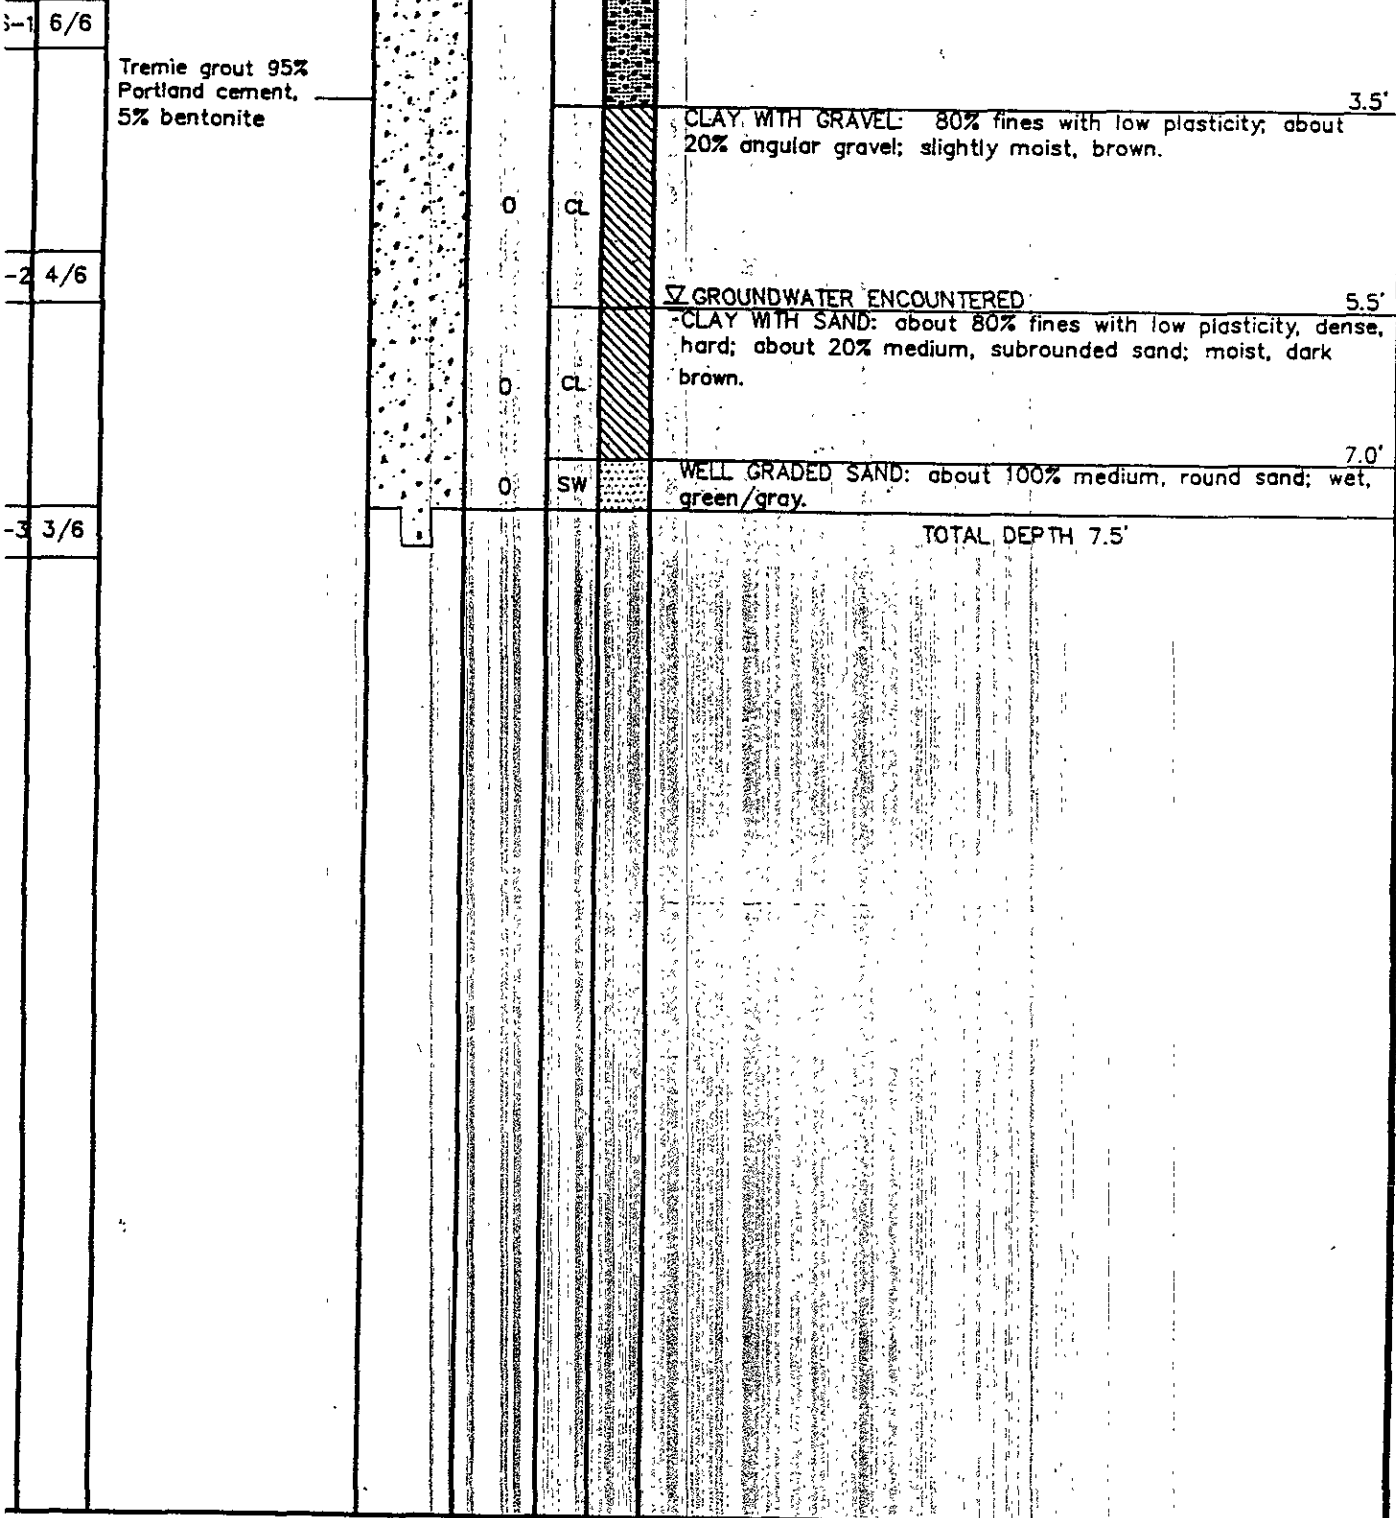 S-1 6/6
Tremie grout 95%
Portland cement,
5% bentonite
3.5'
CLAY WITH GRAVEL: 80% fines with low plasticity; about
20% angular gravel; slightly moist, brown.
0 CL
-2 4/6
GROUNDWATER ENCOUNTERED 5.5'
CLAY WITH SAND: about 80% fines with low plasticity, dense,
hard; about 20% medium, subrounded sand; moist, dark
brown.
0 CL
7.0'
WELL GRADED SAND: about 100% medium, round sand; wet,
green/gray.
0 SW
-3 3/6
TOTAL DEPTH 7.5'